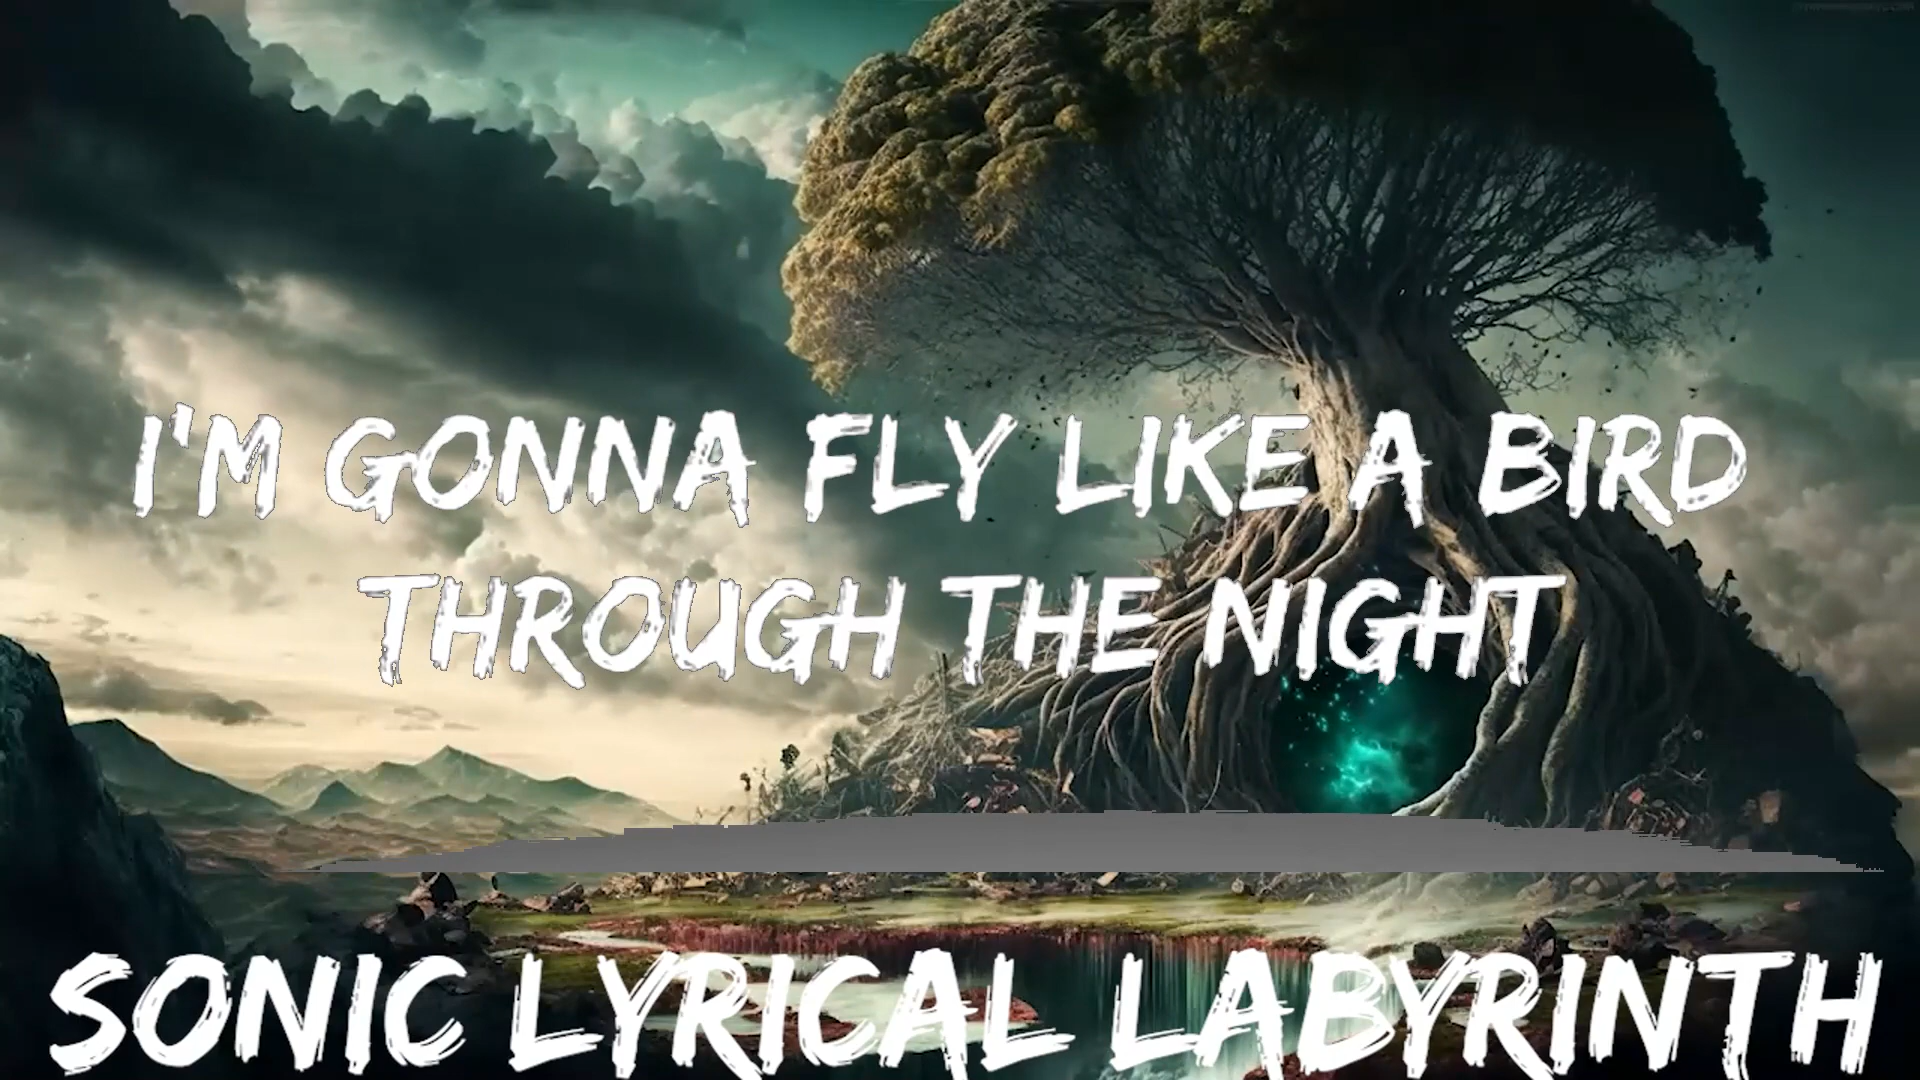 I'M GONNA FLY LIKE A BIRD
THROUGH THE NIGHT
SONIC LYRICAL LABYRINTH